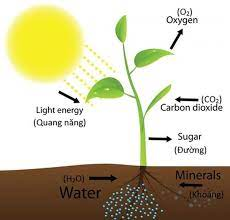 (O₂)
Oxygen
Light energy
(Quang năng)
(CO₂)
Carbon dioxide
Sugar
(Đường)
(H₂O)
Water
Minerals
(Khoáng)